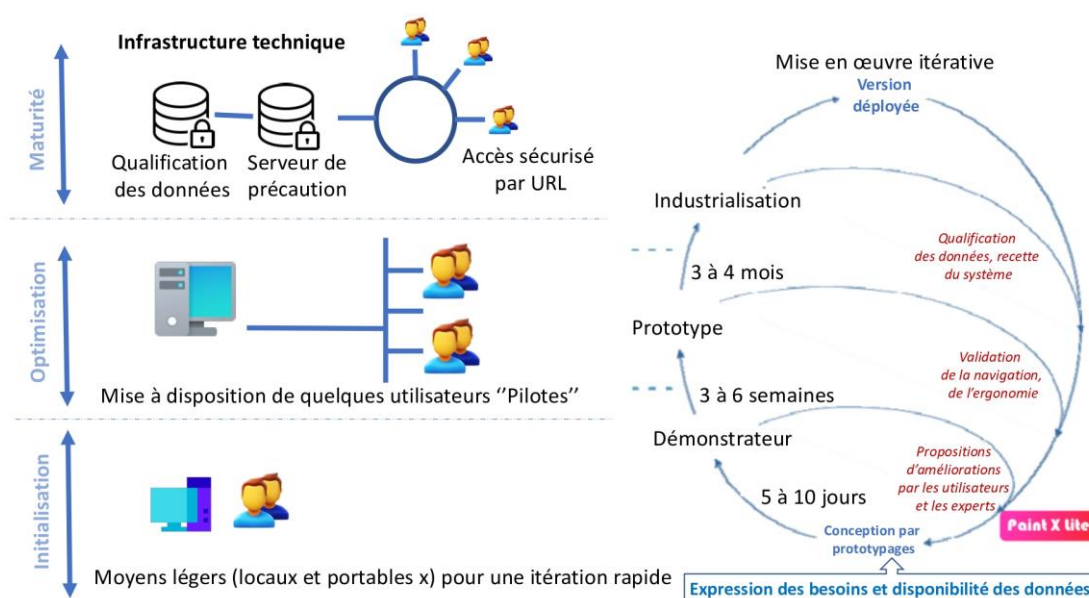 Infrastructure technique
Maturité
Qualification
des données
Serveur de
précaution
Accès sécurisé
par URL
Optimisation
Mise à disposition de quelques utilisateurs ‘’Pilotes’’
Initialisation
Moyens légers (locaux et portables x) pour une itération rapide
Mise en œuvre itérative
Version
déployée
Industrialisation
Qualification
des données, recette
du système
3 à 4 mois
Prototype
Validation
de la navigation,
de l’ergonomie
3 à 6 semaines
Démonstrateur
Propositions
d’améliorations
par les utilisateurs
et les experts
5 à 10 jours
Paint X Lite
Conception par
prototypages
Expression des besoins et disponibilité des données